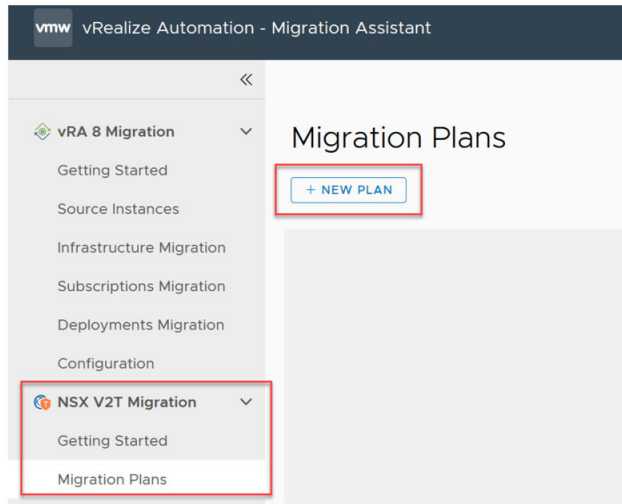 vmw vRealize Automation - Migration Assistant
vRA 8 Migration
Getting Started
Source Instances
Infrastructure Migration
Subscriptions Migration
Deployments Migration
Configuration
NSX V2T Migration
Getting Started
Migration Plans
Migration Plans
+ NEW PLAN